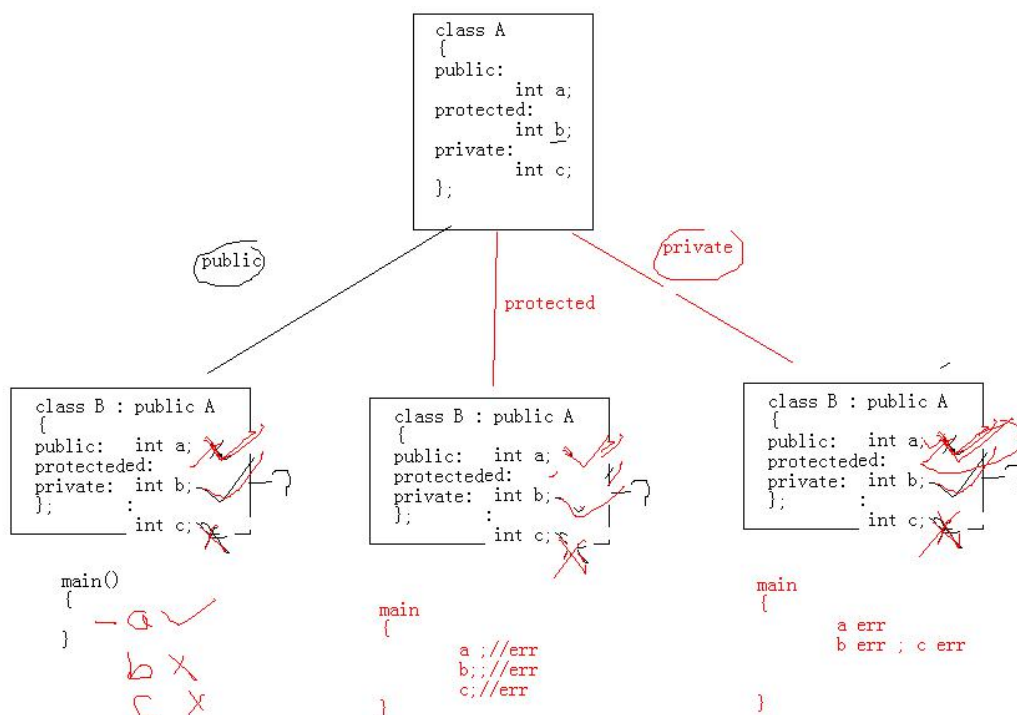 class A
{
public:
int a;
protected:
int b;
private:
int c;
};
public
protected
private
class B : public A
{
public: int a;
protecteded:
private: int b;
}; :
int c;
?
main()
{
a
}
b
c
class B : public A
{
public: int a;
protecteded:
private: int b;
}; :
int c;
?
main
{
a ;//err
b;;//err
c;//err
}
class B : public A
{
public: int a;
protecteded:
private: int b;
}; :
int c;
?
main
{
a err
b err ; c err
}